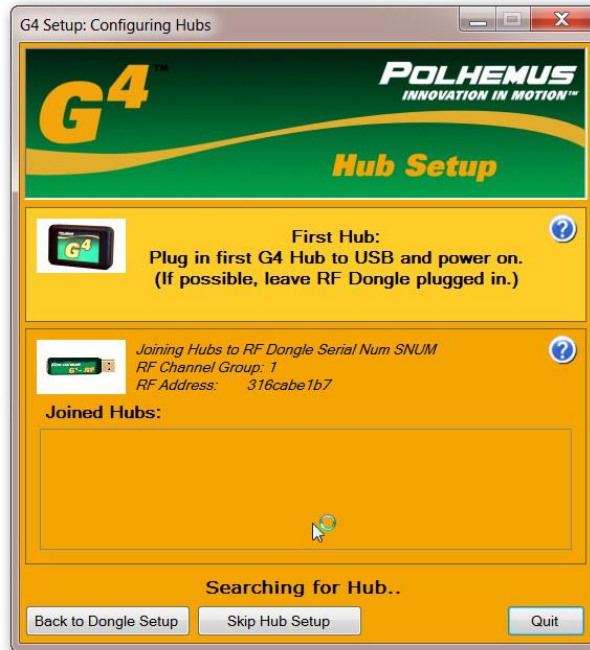 G4 Setup: Configuring Hubs
G4™
POLHEMUS
INNOVATION IN MOTION™
Hub Setup
G4
First Hub:
Plug in first G4 Hub to USB and power on.
(If possible, leave RF Dongle plugged in.)
Joining Hubs to RF Dongle Serial Num SNUM
RF Channel Group: 1
RF Address: 316cabe1b7
Joined Hubs:
Searching for Hub..
Back to Dongle Setup
Skip Hub Setup
Quit